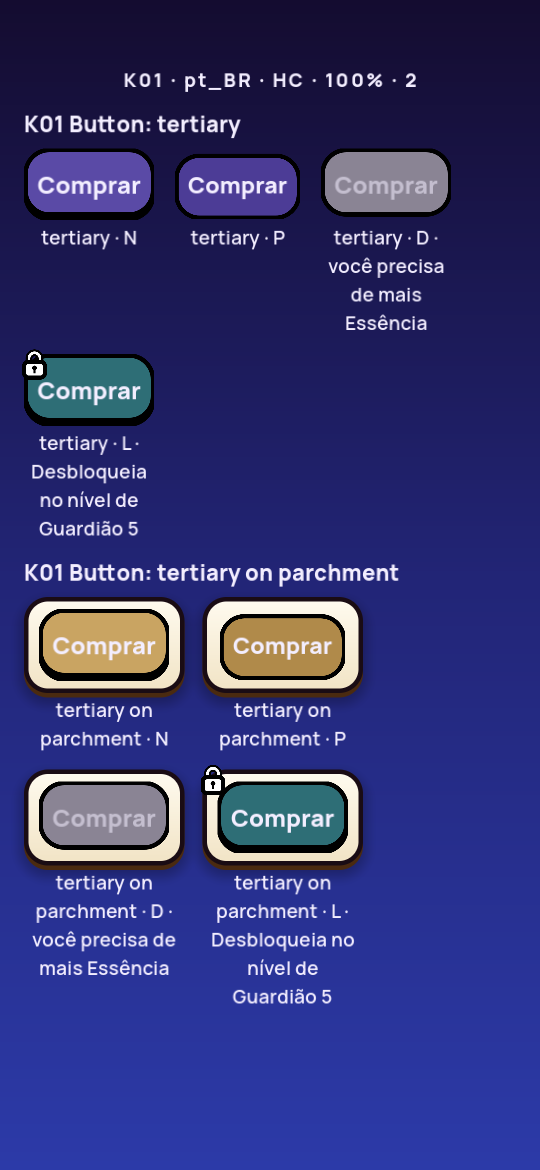 K01 · pt_BR · HC · 100% · 2
K01 Button: tertiary
Comprar
Comprar
Comprar
tertiary · N
tertiary · P
tertiary · D ·
você precisa
de mais
Essência
Comprar
tertiary · L ·
Desbloqueia
no nível de
Guardião 5
K01 Button: tertiary on parchment
Comprar
Comprar
tertiary on
parchment · N
tertiary on
parchment · P
Comprar
Comprar
tertiary on
parchment · D ·
você precisa de
mais Essência
tertiary on
parchment · L ·
Desbloqueia no
nível de
Guardião 5